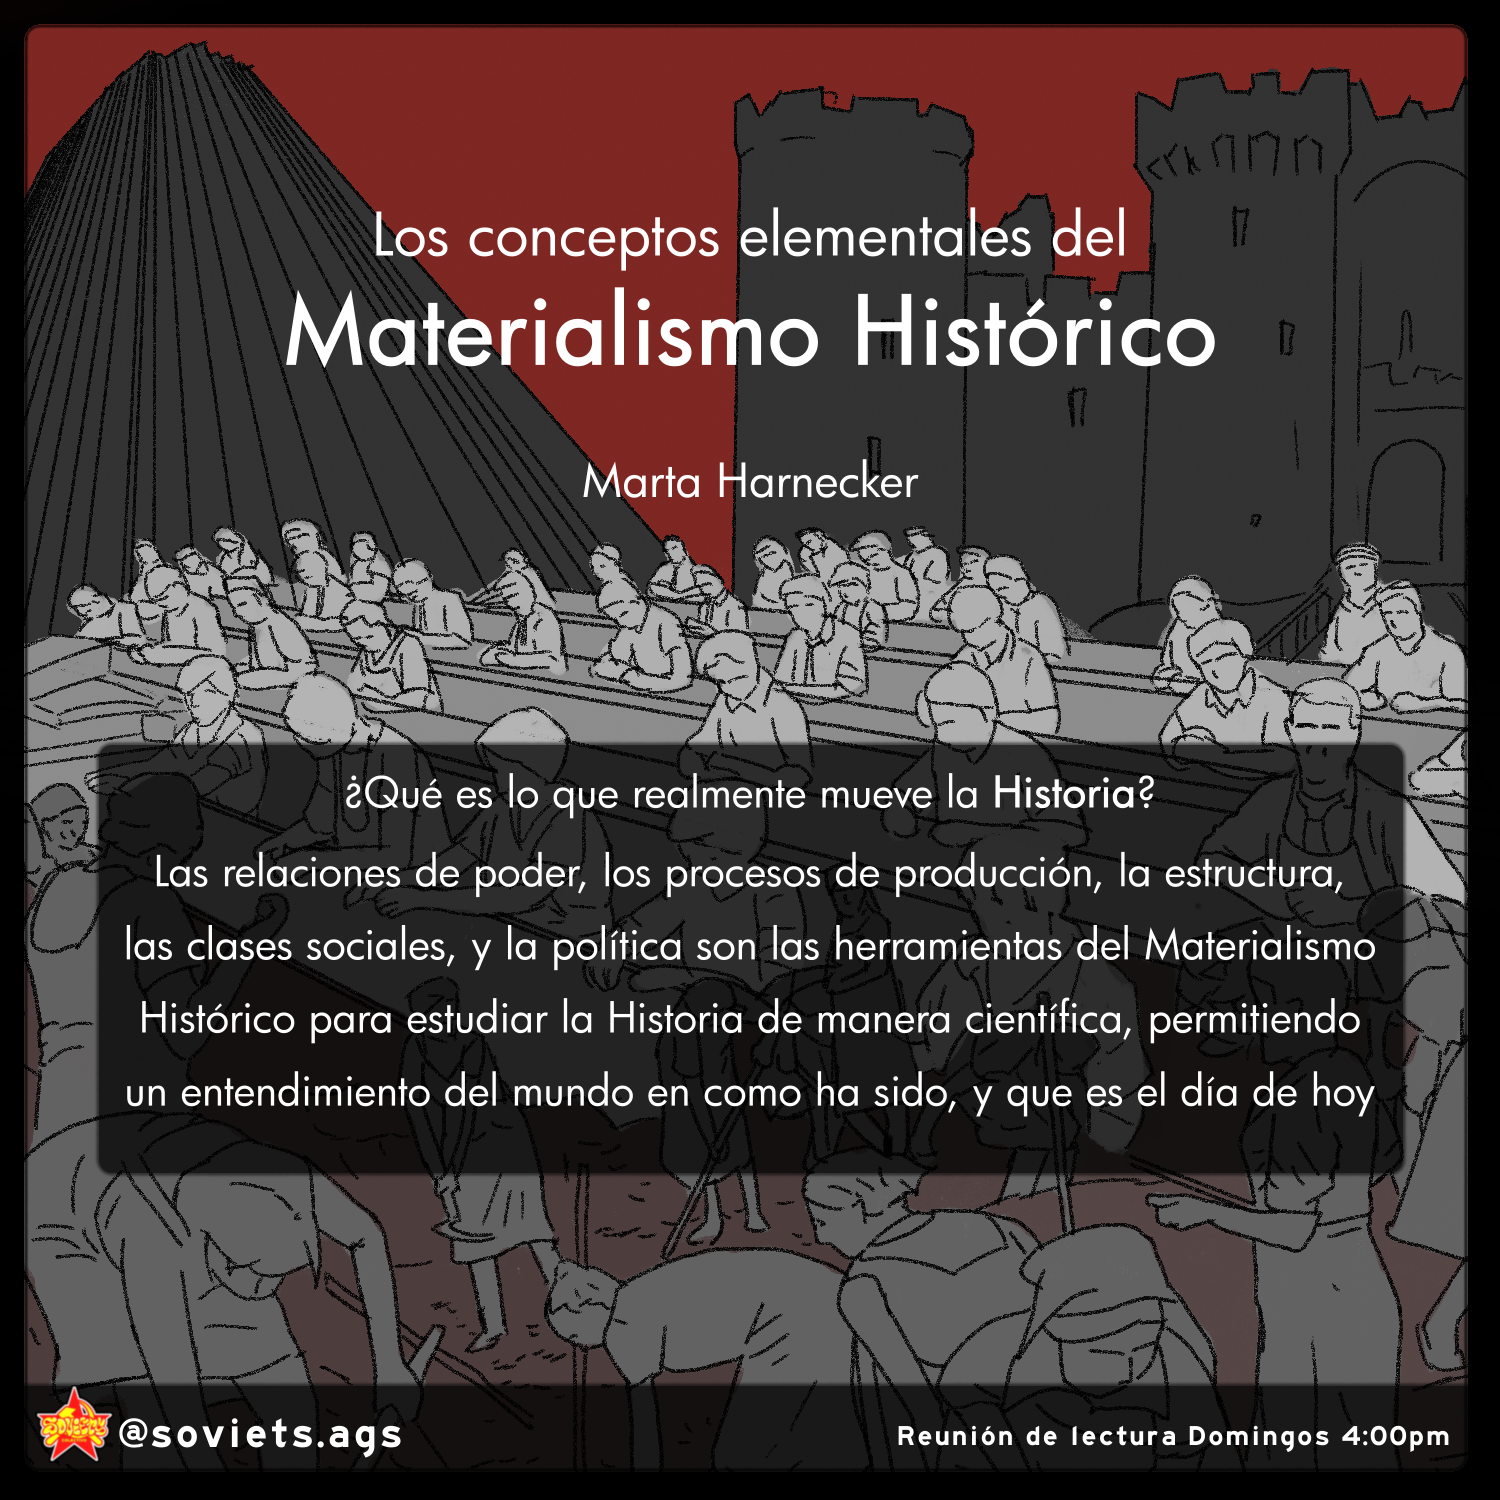 Los conceptos elementales del
Materialismo Histórico
Marta Harnecker
¿Qué es lo que realmente mueve la Historia?
Las relaciones de poder, los procesos de producción, la estructura,
las clases sociales, y la política son las herramientas del Materialismo
Histórico para estudiar la Historia de manera científica, permitiendo
un entendimiento del mundo en como ha sido, y que es el día de hoy
@soviets.ags
Reunión de lectura Domingos 4:00pm